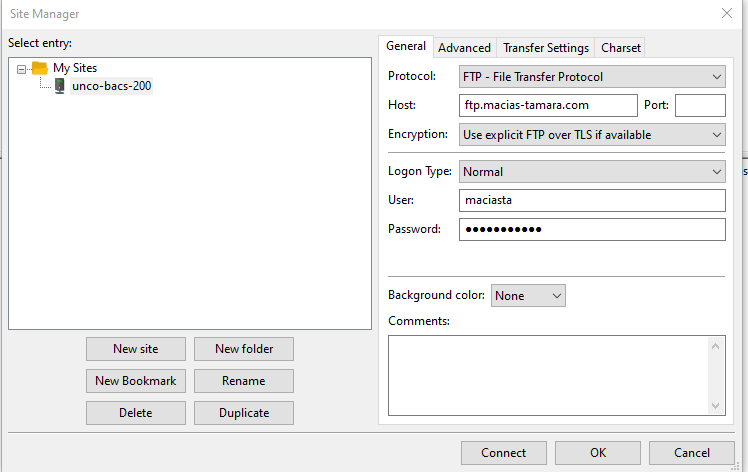 Site Manager
Select entry:
My Sites
unco-bacs-200
New site
New folder
New Bookmark
Rename
Delete
Duplicate
General
Advanced
Transfer Settings
Charset
Protocol:
FTP - File Transfer Protocol
Host:
ftp.macias-tamara.com
Port:
Encryption:
Use explicit FTP over TLS if available
Logon Type:
Normal
User:
maciasta
Password:
●●●●●●●●●●●
Background color:
None
Comments:
Connect
OK
Cancel